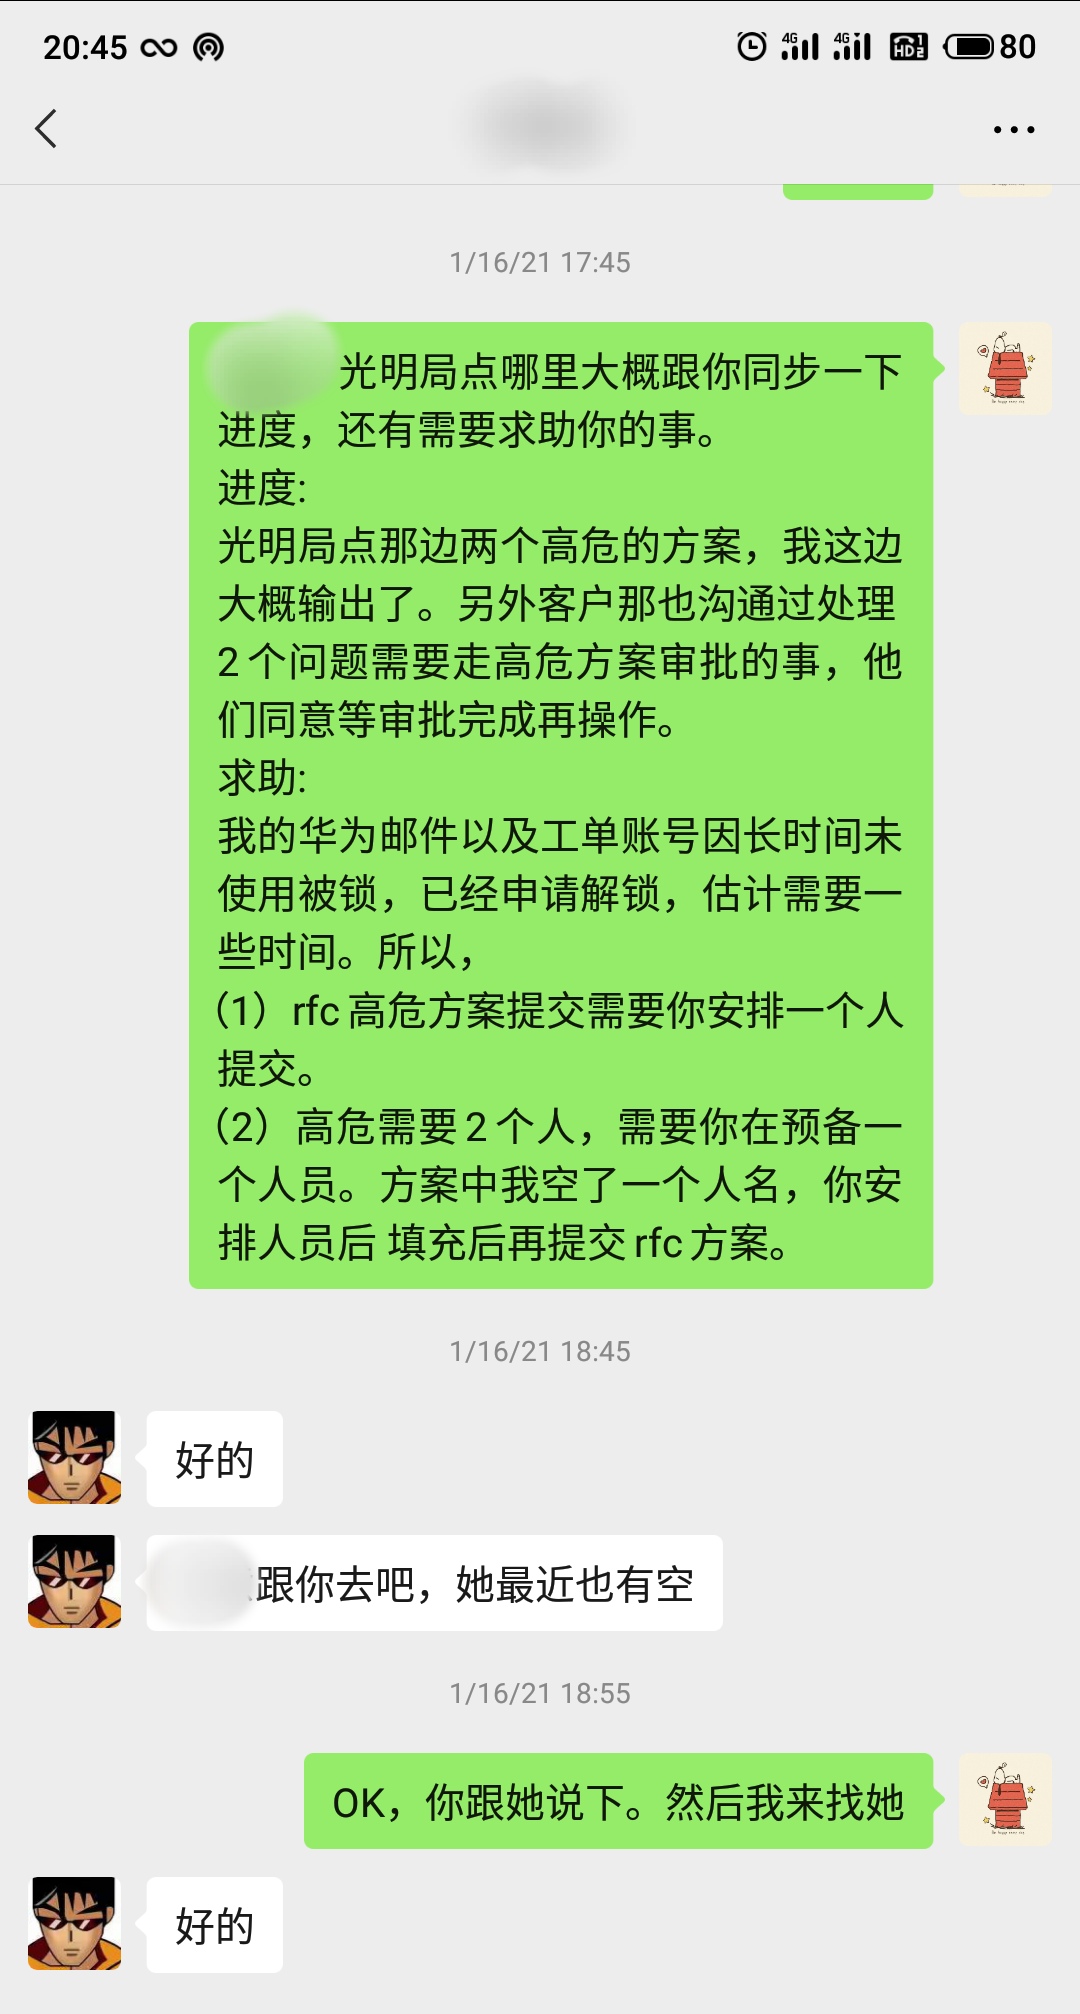 20:45
4G 4G HD 1 2 80
1/16/21 17:45
光明局点哪里大概跟你同步一下
进度，还有需要求助你的事。
进度:
光明局点那边两个高危的方案，我这边
大概输出了。另外客户那也沟通过处理
2个问题需要走高危方案审批的事，他
们同意等审批完成再操作。
求助:
我的华为邮件以及工单账号因长时间未
使用被锁，已经申请解锁，估计需要一
些时间。所以，
（1）rfc高危方案提交需要你安排一个人
提交。
（2）高危需要2个人，需要你在预备一
个人员。方案中我空了一个人名，你安
排人员后 填充后再提交rfc方案。
1/16/21 18:45
好的
跟你去吧，她最近也有空
1/16/21 18:55
OK，你跟她说下。然后我来找她
好的